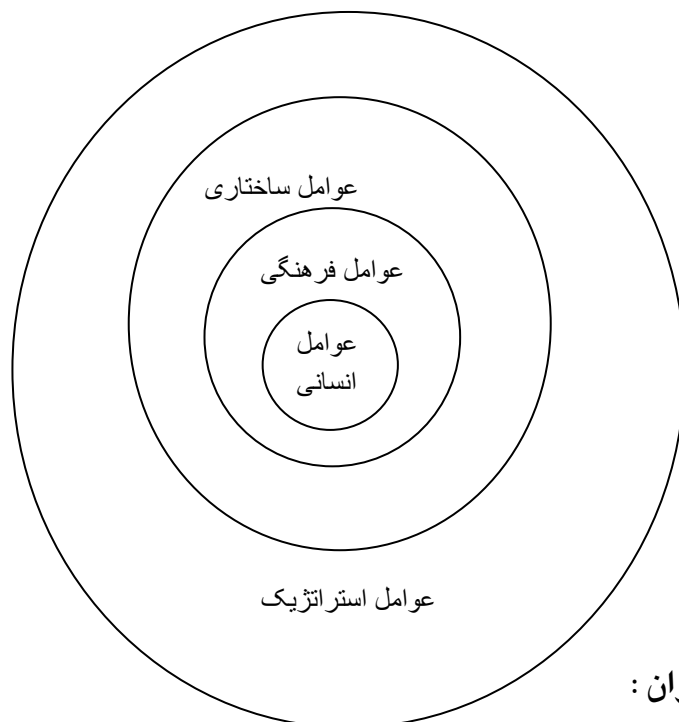 عوامل ساختاری
عوامل فرهنگی
عوامل
انسانی
عوامل استراتژیک